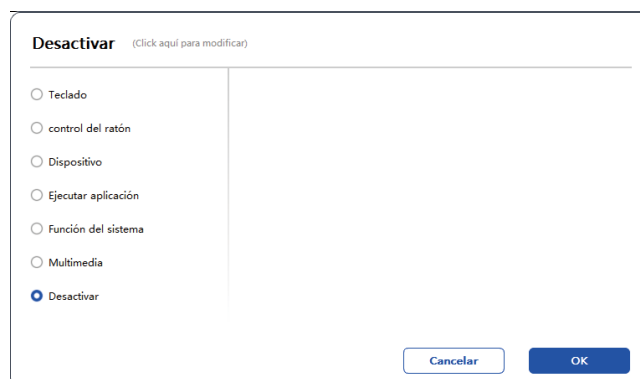 Desactivar (Click aquí para modificar)
Teclado
control del ratón
Dispositivo
Ejecutar aplicación
Función del sistema
Multimedia
Desactivar
Cancelar OK